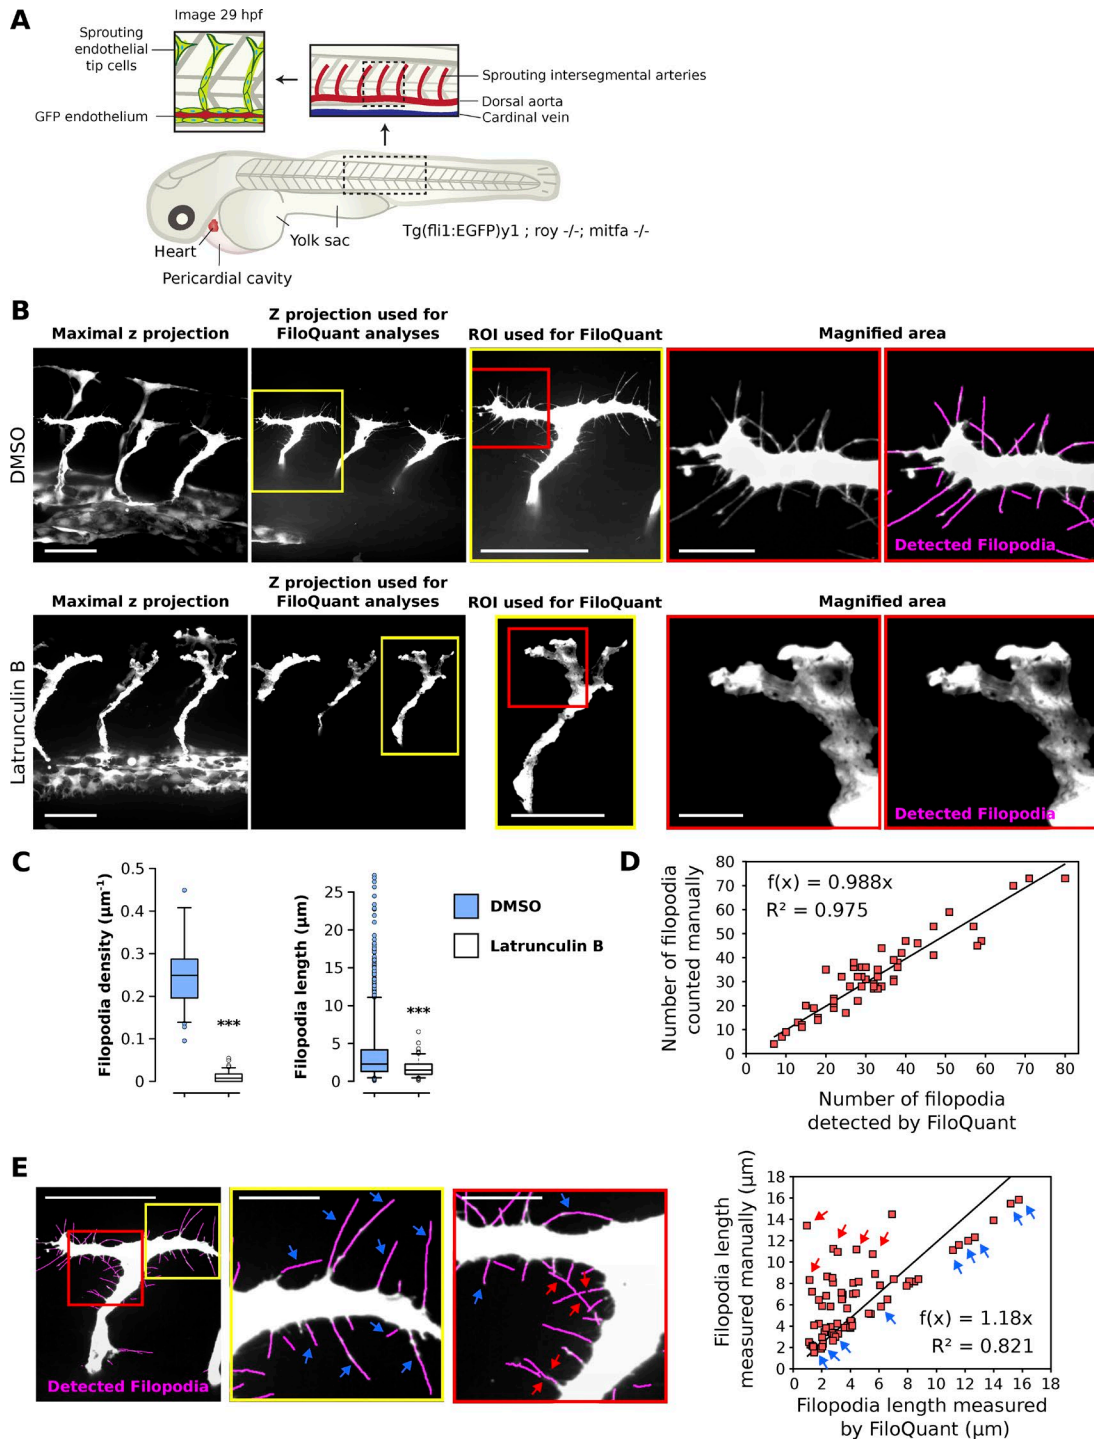 A
Image 29 hpf
Sprouting
endothelial
tip cells
GFP endothelium
Sprouting intersegmental arteries
Dorsal aorta
Cardinal vein
Heart
Yolk sac
Pericardial cavity
Tg(fli1:EGFP)y1 ; roy -/-; mitfa -/-
B
Maximal z projection
Z projection used for
FiloQuant analyses
ROI used for FiloQuant
Magnified area
DMSO
Detected Filopodia
Maximal z projection
Z projection used for
FiloQuant analyses
ROI used for FiloQuant
Magnified area
Latrunculin B
Detected Filopodia
C
Filopodia density (µm⁻¹)
0.5
0.4
0.3
0.2
0.1
0
***
Filopodia length (µm)
25
20
15
10
5
0
***
DMSO
Latrunculin B
D
Number of filopodia
counted manually
80
70
60
50
40
30
20
10
0
f(x) = 0.988x
R² = 0.975
0 10 20 30 40 50 60 70 80
Number of filopodia
detected by FiloQuant
E
Detected Filopodia
Filopodia length
measured manually (µm)
18
16
14
12
10
8
6
4
2
0
f(x) = 1.18x
R² = 0.821
0 2 4 6 8 10 12 14 16 18
Filopodia length measured
by FiloQuant (µm)